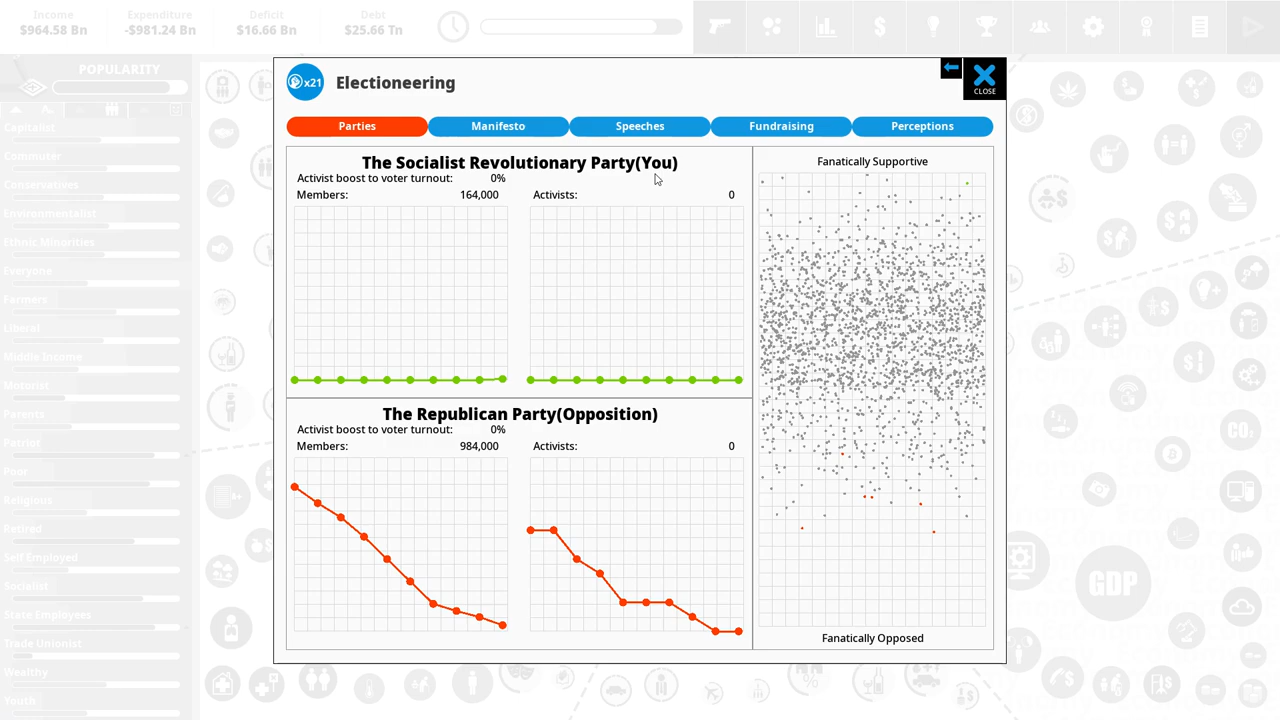 Income
Expenditure
Deficit
Debt
$964.58 Bn
-$981.24 Bn
$16.66 Bn
$25.66 Tn
POPULARITY
Capitalist
Commuter
Conservatives
Environmentalist
Ethnic Minorities
Everyone
Farmers
Liberal
Middle Income
Motorist
Parents
Patriot
Poor
Religious
Retired
Self Employed
Socialist
State Employees
Trade Unionist
Wealthy
Youth
x21
Electioneering
CLOSE
Parties
Manifesto
Speeches
Fundraising
Perceptions
The Socialist Revolutionary Party(You)
Activist boost to voter turnout: 0%
Members: 164,000
Activists: 0
The Republican Party(Opposition)
Activist boost to voter turnout: 0%
Members: 984,000
Activists: 0
Fanatically Supportive
Fanatically Opposed
GDP
CO₂